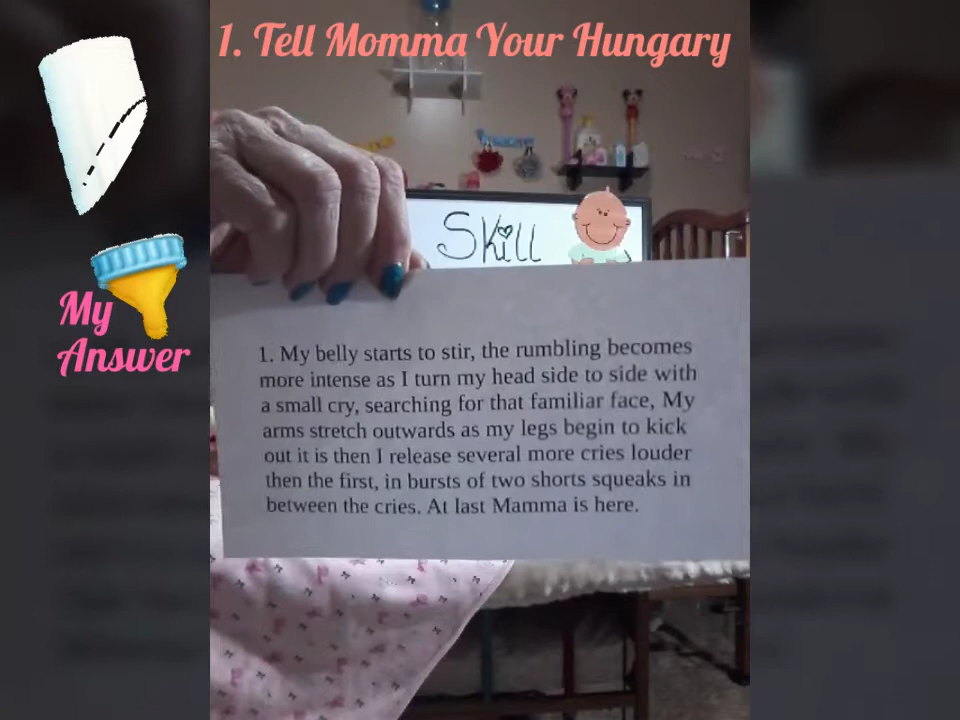 1. Tell Momma Your Hungary
Skill
My
Answer
1. My belly starts to stir, the rumbling becomes
more intense as I turn my head side to side with
a small cry, searching for that familiar face, My
arms stretch outwards as my legs begin to kick
out it is then I release several more cries louder
then the first, in bursts of two shorts squeaks in
between the cries. At last Mamma is here.